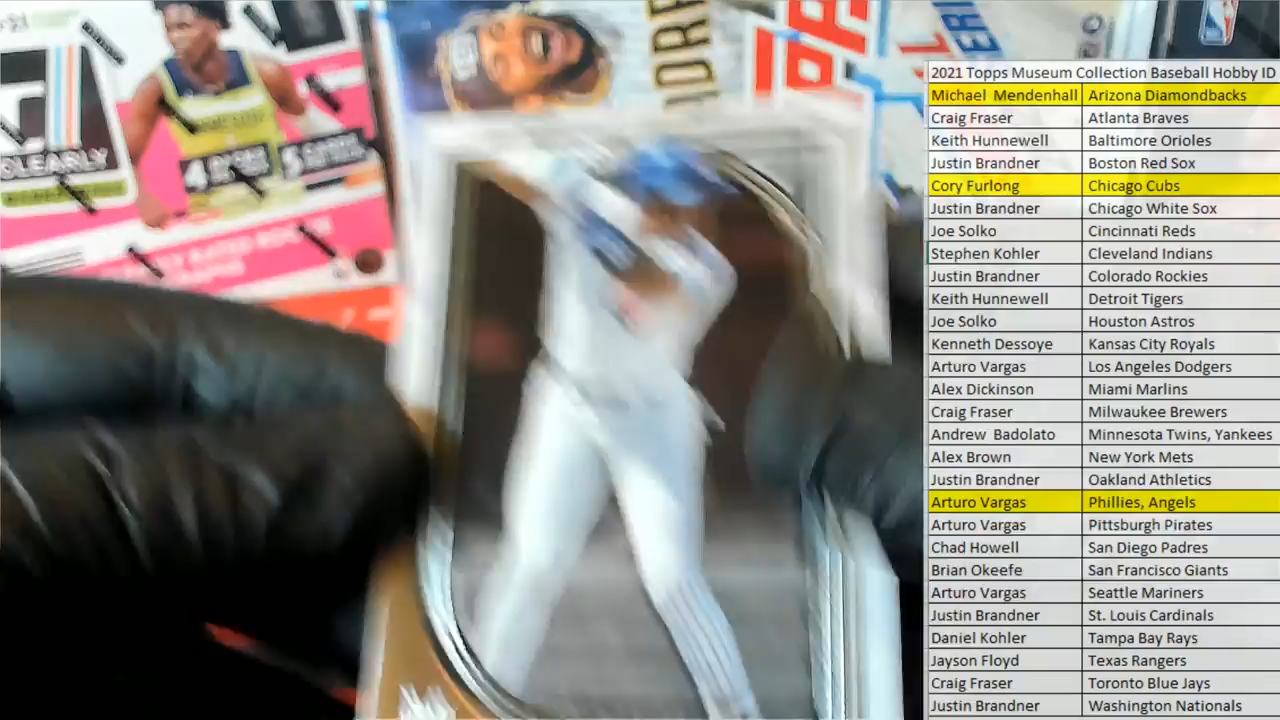 CLEARLY
4
5
2021 Topps Museum Collection Baseball Hobby ID
Michael Mendenhall Arizona Diamondbacks
Craig Fraser Atlanta Braves
Keith Hunnewell Baltimore Orioles
Justin Brandner Boston Red Sox
Cory Furlong Chicago Cubs
Justin Brandner Chicago White Sox
Joe Solko Cincinnati Reds
Stephen Kohler Cleveland Indians
Justin Brandner Colorado Rockies
Keith Hunnewell Detroit Tigers
Joe Solko Houston Astros
Kenneth Dessoye Kansas City Royals
Arturo Vargas Los Angeles Dodgers
Alex Dickinson Miami Marlins
Craig Fraser Milwaukee Brewers
Andrew Badolato Minnesota Twins, Yankees
Alex Brown New York Mets
Justin Brandner Oakland Athletics
Arturo Vargas Phillies, Angels
Arturo Vargas Pittsburgh Pirates
Chad Howell San Diego Padres
Brian Okeefe San Francisco Giants
Arturo Vargas Seattle Mariners
Justin Brandner St. Louis Cardinals
Daniel Kohler Tampa Bay Rays
Jayson Floyd Texas Rangers
Craig Fraser Toronto Blue Jays
Justin Brandner Washington Nationals